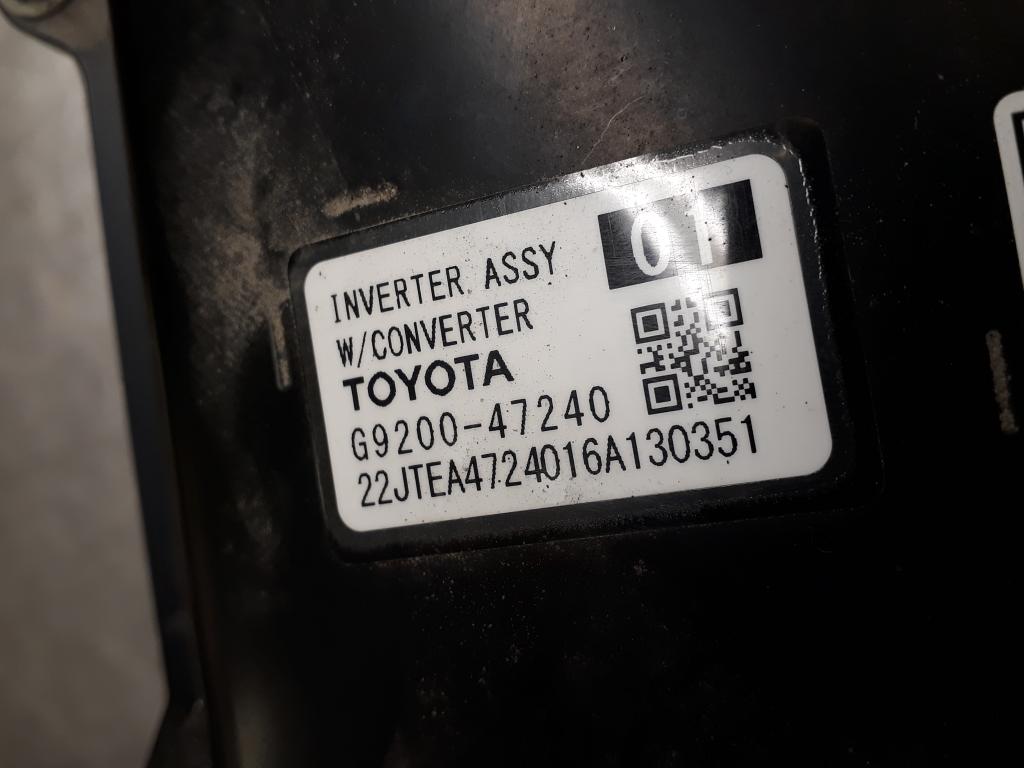 01
INVERTER ASSY
W/CONVERTER
TOYOTA
G9200-47240
22JTEA4724016A130351